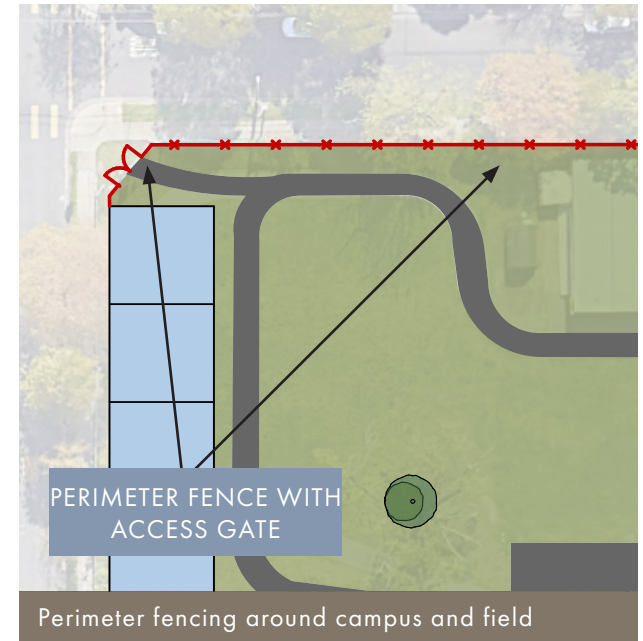 PERIMETER FENCE WITH
ACCESS GATE
Perimeter fencing around campus and field